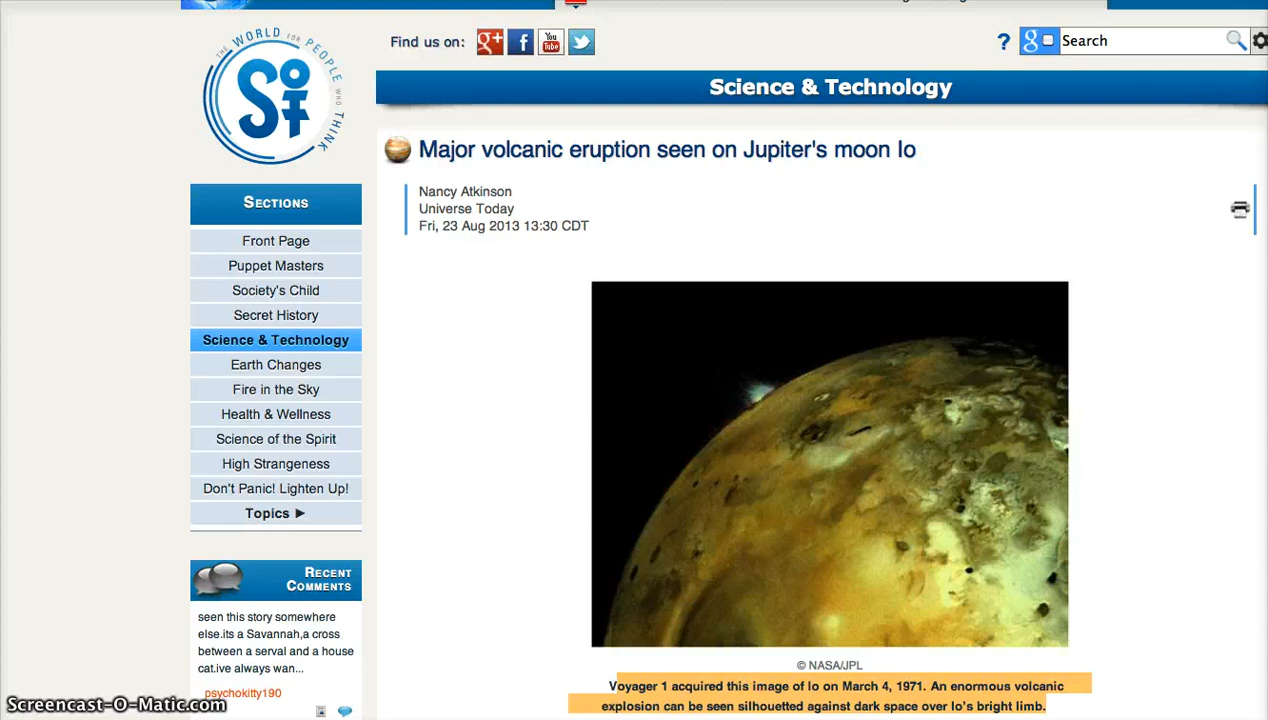 THE WORLD FOR PEOPLE WHO THINK
SOTT
Find us on:
g+ f You Tube
? g Search
Science & Technology
Major volcanic eruption seen on Jupiter's moon Io
Nancy Atkinson
Universe Today
Fri, 23 Aug 2013 13:30 CDT
SECTIONS
Front Page
Puppet Masters
Society's Child
Secret History
Science & Technology
Earth Changes
Fire in the Sky
Health & Wellness
Science of the Spirit
High Strangeness
Don't Panic! Lighten Up!
Topics ►
RECENT
COMMENTS
seen this story somewhere
else.its a Savannah,a cross
between a serval and a house
cat.ive always wan...
psychokitty190
© NASA/JPL
Voyager 1 acquired this image of Io on March 4, 1971. An enormous volcanic
explosion can be seen silhouetted against dark space over Io's bright limb.
Screencast-O-Matic.com